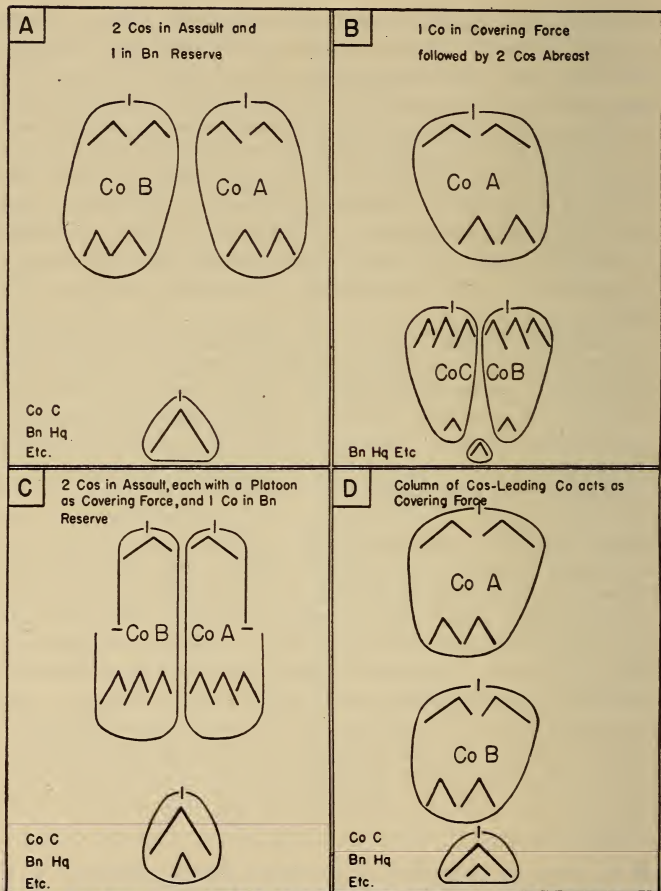 A
2 Cos in Assault and
1 in Bn Reserve
Co B
Co A
Co C
Bn Hq
Etc.
B
1 Co in Covering Force
followed by 2 Cos Abreast
Co A
Co C
Co B
Bn Hq Etc
C
2 Cos in Assault, each with a Platoon
as Covering Force, and 1 Co in Bn
Reserve
Co B
Co A
Co C
Bn Hq
Etc.
D
Column of Cos-Leading Co acts as
Covering Force
Co A
Co B
Co C
Bn Hq
Etc.